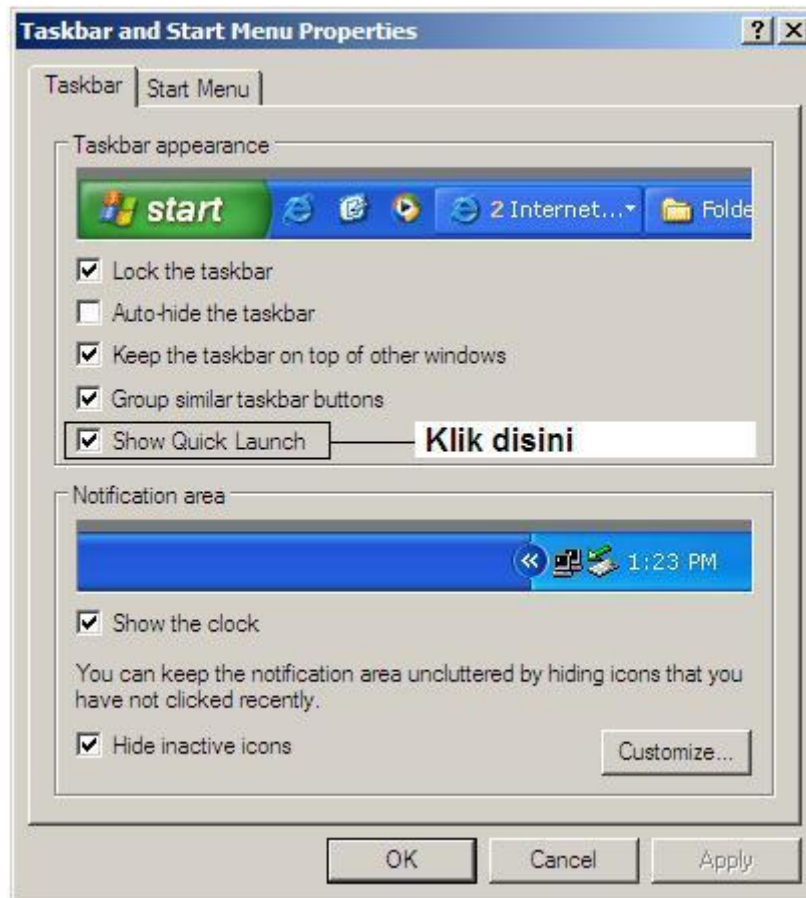 Taskbar and Start Menu Properties
Taskbar
Start Menu
Taskbar appearance
start
2 Internet...
Folde
Lock the taskbar
Auto-hide the taskbar
Keep the taskbar on top of other windows
Group similar taskbar buttons
Show Quick Launch
Klik disini
Notification area
1:23 PM
Show the clock
You can keep the notification area uncluttered by hiding icons that you
have not clicked recently.
Hide inactive icons
Customize...
OK
Cancel
Apply